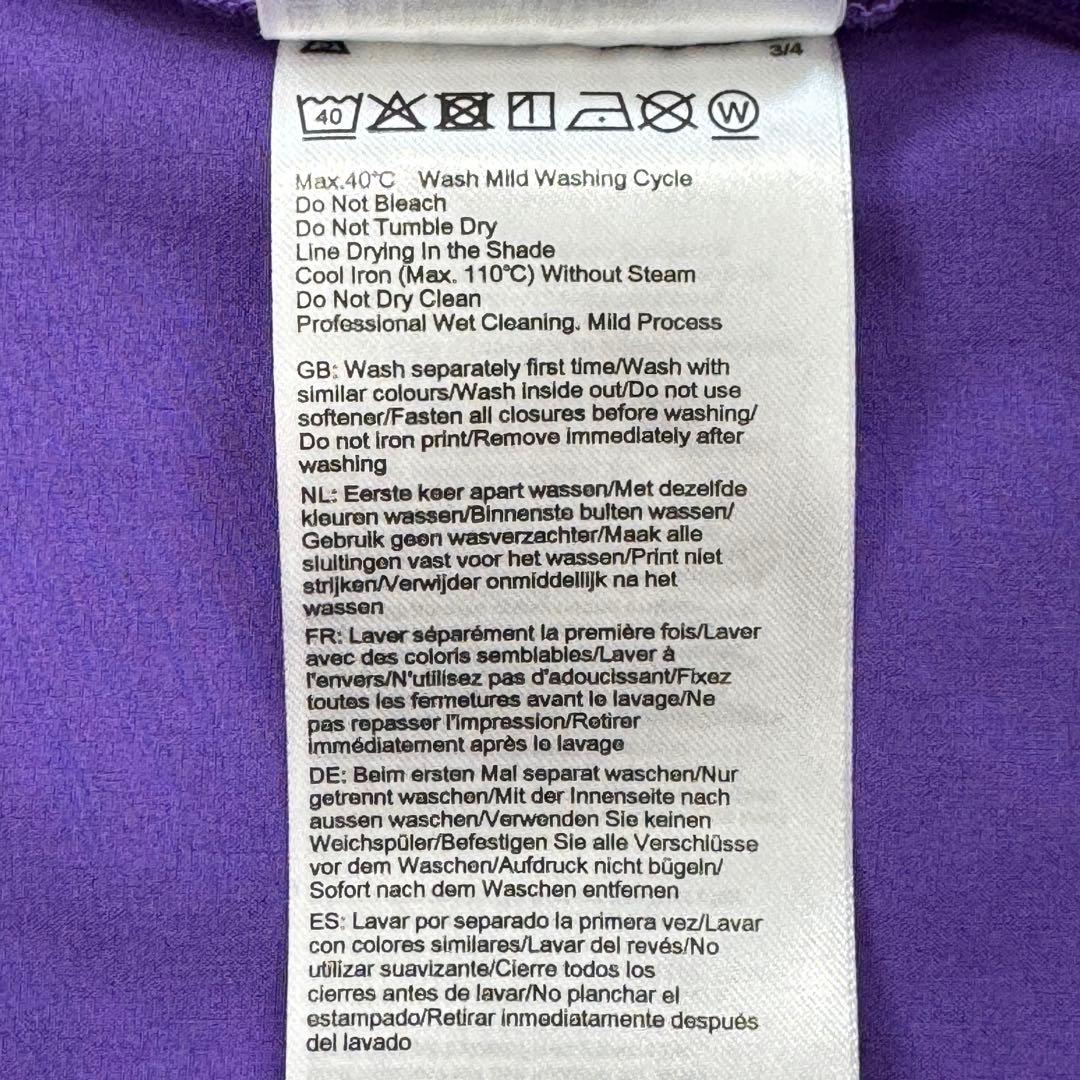 3/4
40
W
Max.40°C Wash Mild Washing Cycle
Do Not Bleach
Do Not Tumble Dry
Line Drying In the Shade
Cool Iron (Max. 110°C) Without Steam
Do Not Dry Clean
Professional Wet Cleaning. Mild Process
GB: Wash separately first time/Wash with
similar colours/Wash inside out/Do not use
softener/Fasten all closures before washing/
Do not iron print/Remove immediately after
washing
NL: Eerste keer apart wassen/Met dezelfde
kleuren wassen/Binnenste buiten wassen/
Gebruik geen wasverzachter/Maak alle
sluitingen vast voor het wassen/Print niet
strijken/Verwijder onmiddellijk na het
wassen
FR: Laver séparément la première fois/Laver
avec des coloris semblables/Laver à
l'envers/N'utilisez pas d'adoucissant/Fixez
toutes les fermetures avant le lavage/Ne
pas repasser l'impression/Retirer
immédiatement après le lavage
DE: Beim ersten Mal separat waschen/Nur
getrennt waschen/Mit der Innenseite nach
aussen waschen/Verwenden Sie keinen
Weichspüler/Befestigen Sie alle Verschlüsse
vor dem Waschen/Aufdruck nicht bügeln/
Sofort nach dem Waschen entfernen
ES: Lavar por separado la primera vez/Lavar
con colores similares/Lavar del revés/No
utilizar suavizante/Cierre todos los
cierres antes de lavar/No planchar el
estampado/Retirar inmediatamente después
del lavado